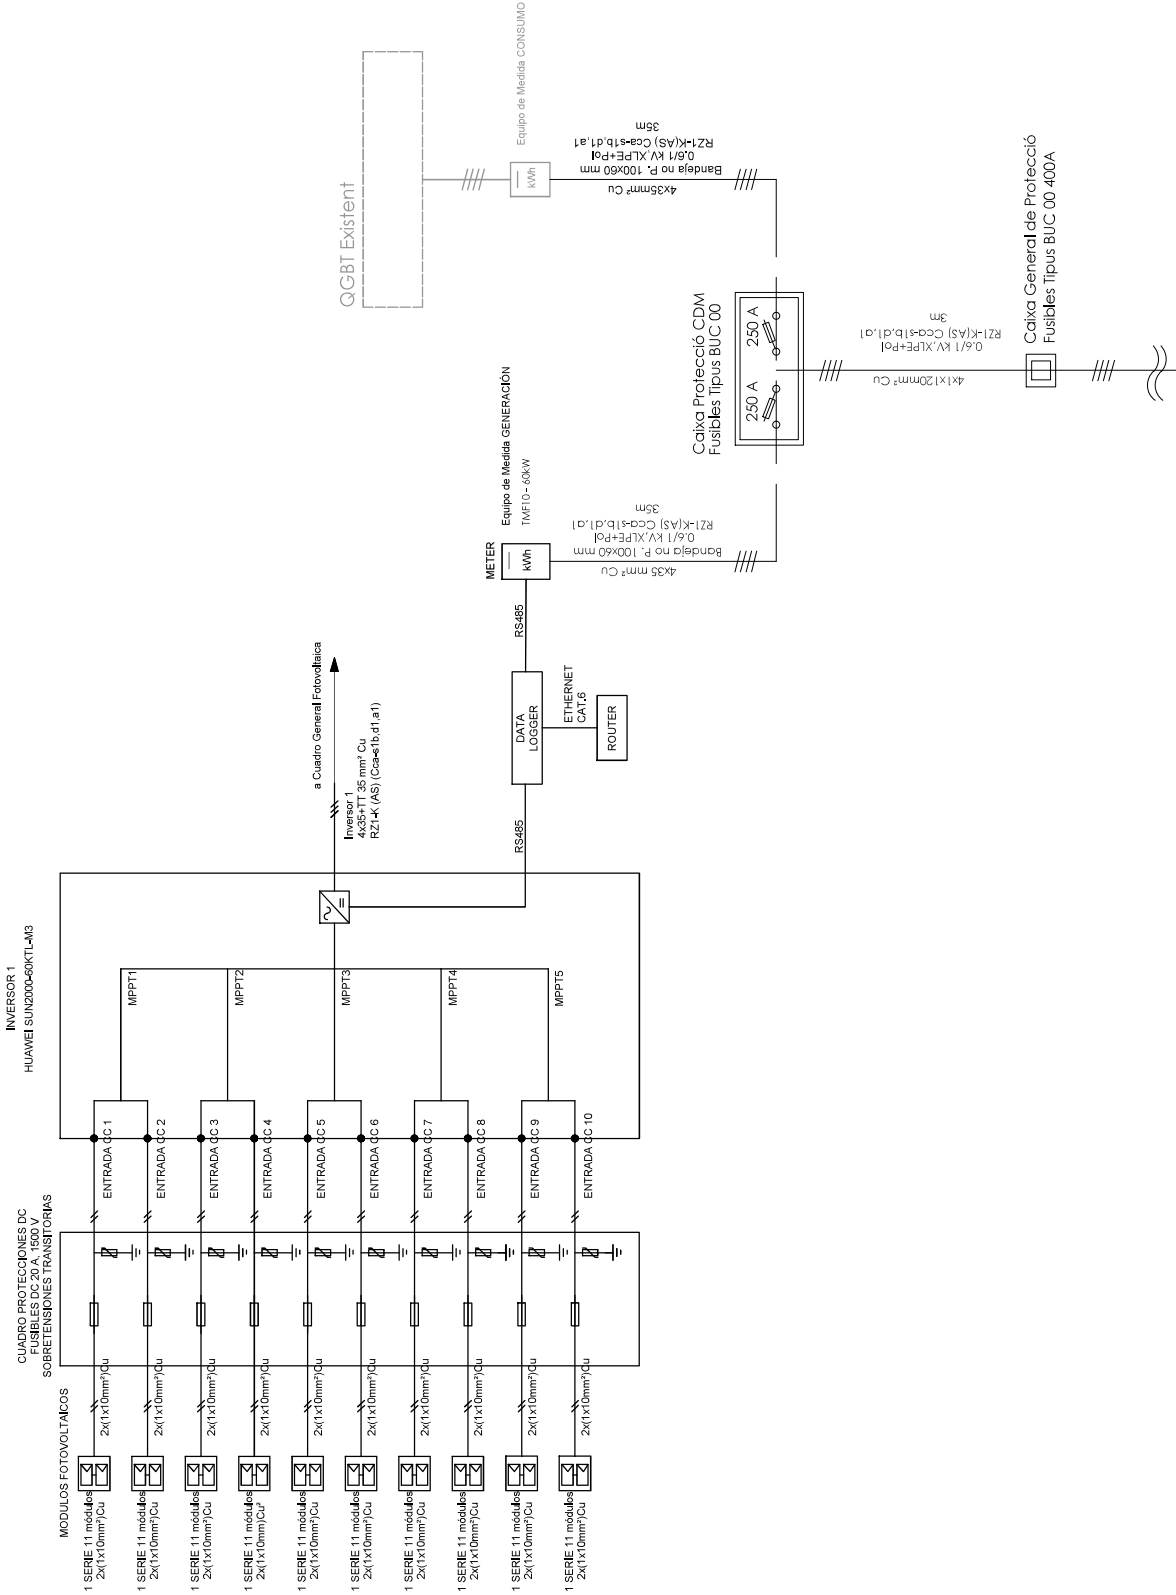 INVERSOR 1
HUAWEI SUN2000-60KTL-M3
CUADRO PROTECCIONES DC
FUSIBLES DC 20 A, 1500 V
SOBRETENSIONES TRANSITORIAS
MODULOS FOTOVOLTAICOS
1 SERIE 11 módulos
2x(1x10mm²)Cu
1 SERIE 11 módulos
2x(1x10mm²)Cu
1 SERIE 11 módulos
2x(1x10mm²)Cu
1 SERIE 11 módulos
2x(1x10mm)Cu²
1 SERIE 11 módulos
2x(1x10mm²)Cu
1 SERIE 11 módulos
2x(1x10mm²)Cu
1 SERIE 11 módulos
2x(1x10mm²)Cu
1 SERIE 11 módulos
2x(1x10mm²)Cu
1 SERIE 11 módulos
2x(1x10mm²)Cu
1 SERIE 11 módulos
2x(1x10mm²)Cu
2x(1x10mm²)Cu
2x(1x10mm²)Cu
2x(1x10mm²)Cu
2x(1x10mm²)Cu
2x(1x10mm²)Cu
2x(1x10mm²)Cu
2x(1x10mm²)Cu
2x(1x10mm²)Cu
2x(1x10mm²)Cu
2x(1x10mm²)Cu
ENTRADA CC 1
ENTRADA CC 2
ENTRADA CC 3
ENTRADA CC 4
ENTRADA CC 5
ENTRADA CC 6
ENTRADA CC 7
ENTRADA CC 8
ENTRADA CC 9
ENTRADA CC 10
MPPT1
MPPT2
MPPT3
MPPT4
MPPT5
a Cuadro General Fotovoltaica
Inversor 1
4x35+TT 35 mm² Cu
RZ1-K (AS) (Cca-s1b,d1,a1)
RS485
DATA
LOGGER
ETHERNET
CAT.6
ROUTER
RS485
METER
kWh
Equipo de Medida GENERACIÓN
TMF10 - 60kW
4x35 mm² Cu
Bandeja no P. 100x60 mm
0.6/1 kV,XLPE+Pol
RZ1-K(AS) Cca-s1b,d1,a1
35m
QGBT Existent
kWh
Equipo de Medida CONSUMO
4x35mm² Cu
Bandeja no P. 100x60 mm
0.6/1 kV,XLPE+Pol
RZ1-K(AS) Cca-s1b,d1,a1
35m
Caixa Protecció CDM
Fusibles Tipus BUC 00
250 A
250 A
4x1x120mm² Cu
0.6/1 kV,XLPE+Pol
RZ1-K(AS) Cca-s1b,d1,a1
3m
Caixa General de Protecció
Fusibles Tipus BUC 00 400A